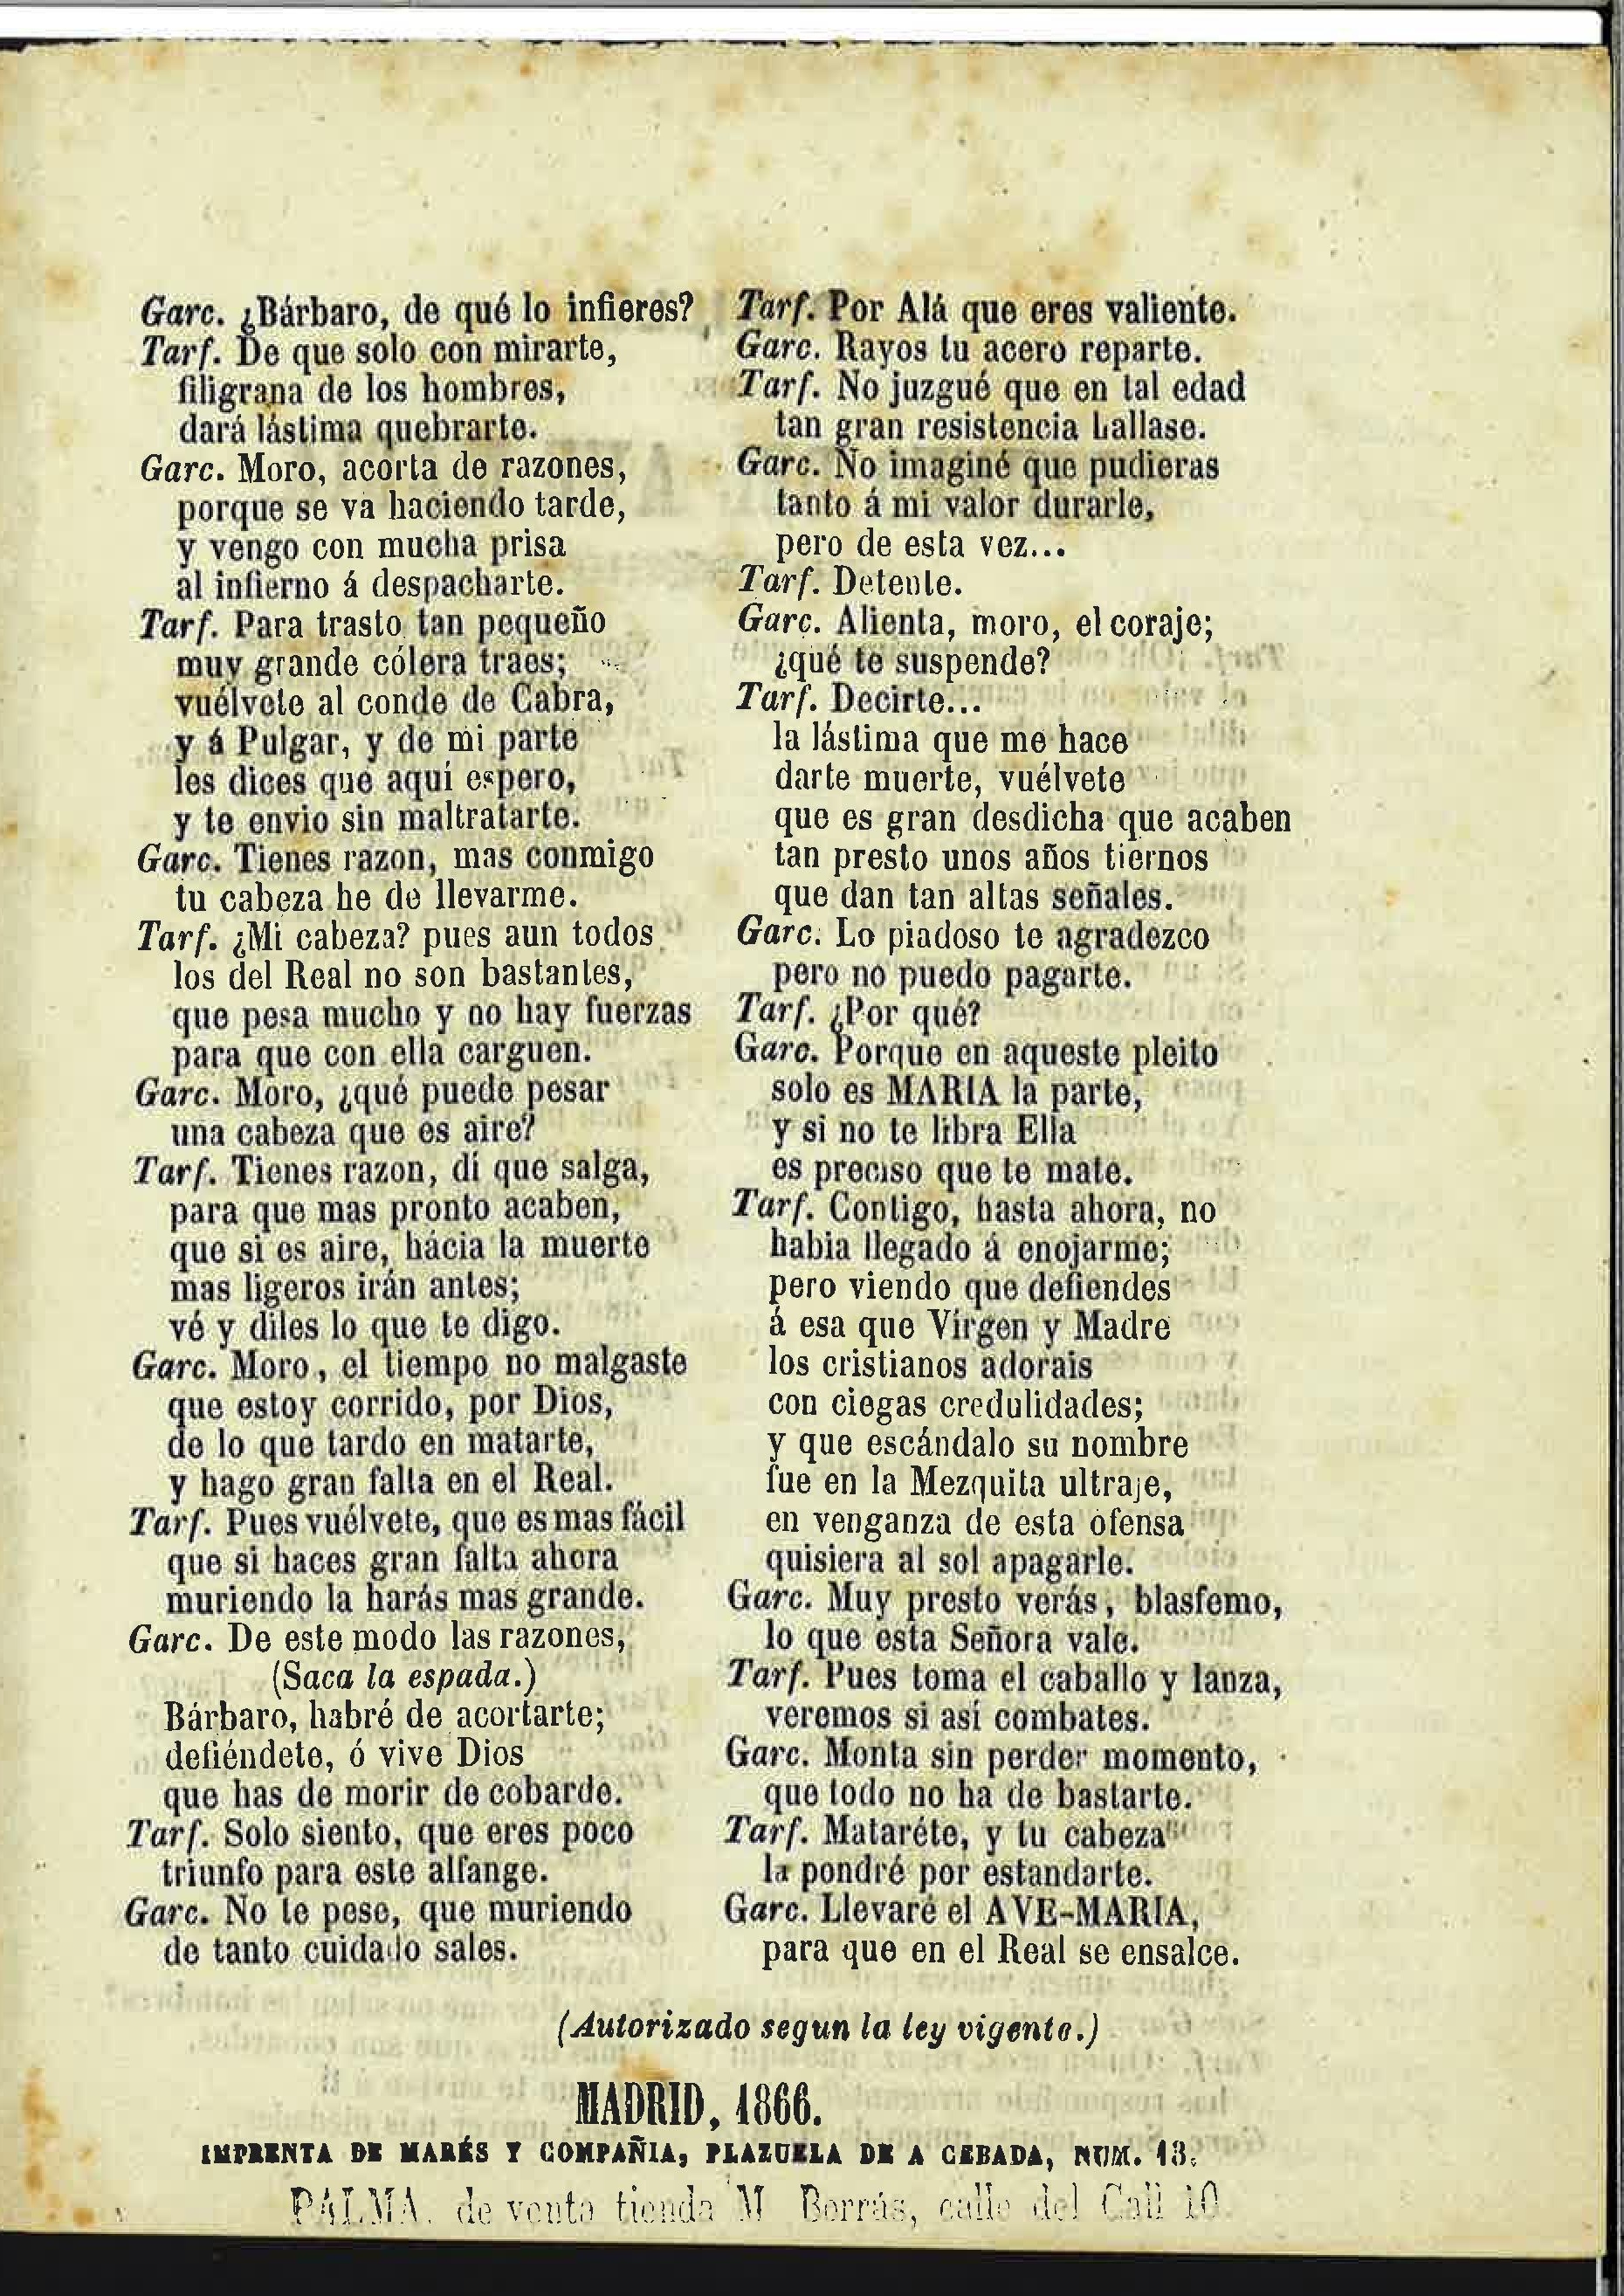 Garc. ¿Bárbaro, de qué lo infieres?
Tarf. De que solo con mirarte,
filigrana de los hombres,
dará lástima quebrarte.
Garc. Moro, acorta de razones,
porque se va haciendo tarde,
y vengo con mucha prisa
al infierno á despacharte.
Tarf. Para trasto tan pequeño
muy grande cólera traes;
vuélvete al conde de Cabra,
y á Pulgar, y de mi parte
les dices que aquí espero,
y te envio sin maltratarte.
Garc. Tienes razon, mas conmigo
tu cabeza he de llevarme.
Tarf. ¿Mi cabeza? pues aun todos
los del Real no son bastantes,
que pesa mucho y no hay fuerzas
para que con ella carguen.
Garc. Moro, ¿qué puede pesar
una cabeza que es aire?
Tarf. Tienes razon, dí que salga,
para que mas pronto acaben,
que si es aire, hácia la muerte
mas ligeros irán antes;
vé y diles lo que te digo.
Garc. Moro, el tiempo no malgaste
que estoy corrido, por Dios,
de lo que tardo en matarte,
y hago gran falta en el Real.
Tarf. Pues vuélvete, que es mas fácil
que si haces gran falta ahora
muriendo la harás mas grande.
Garc. De este modo las razones,
(Saca la espada.)
Bárbaro, habré de acortarte;
defiéndete, ó vive Dios
que has de morir de cobarde.
Tarf. Solo siento, que eres poco
triunfo para este alfange.
Garc. No te pese, que muriendo
de tanto cuidado sales.
Tarf. Por Alá que eres valiente.
Garc. Rayos tu acero reparte.
Tarf. No juzgué que en tal edad
tan gran resistencia hallase.
Garc. No imaginé que pudieras
tanto á mi valor durarle,
pero de esta vez...
Tarf. Detente.
Garc. Alienta, moro, el coraje;
¿qué te suspende?
Tarf. Decirte...
la lástima que me hace
darte muerte, vuélvete
que es gran desdicha que acaben
tan presto unos años tiernos
que dan tan altas señales.
Garc. Lo piadoso te agradezco
pero no puedo pagarte.
Tarf. ¿Por qué?
Garc. Porque en aqueste pleito
solo es MARIA la parte,
y si no te libra Ella
es preciso que te mate.
Tarf. Contigo, hasta ahora, no
habia llegado á enojarme;
pero viendo que defiendes
á esa que Vírgen y Madre
los cristianos adorais
con ciegas credulidades;
y que escándalo su nombre
fue en la Mezquita ultraje,
en venganza de esta ofensa
quisiera al sol apagarle.
Garc. Muy presto verás, blasfemo,
lo que esta Señora vale.
Tarf. Pues toma el caballo y lanza,
veremos si así combates.
Garc. Monta sin perder momento,
que todo no ha de bastarte.
Tarf. Mataréte, y tu cabeza
la pondré por estandarte.
Garc. Llevaré el AVE-MARIA,
para que en el Real se ensalce.
(Autorizado segun la ley vigente.)
MADRID, 1866.
IMPRENTA DE MARÉS Y COMPAÑIA, PLAZUELA DE A CEBADA, NUM. 13.
PALMA. de venta tienda M Borrás, calle del Call 10.